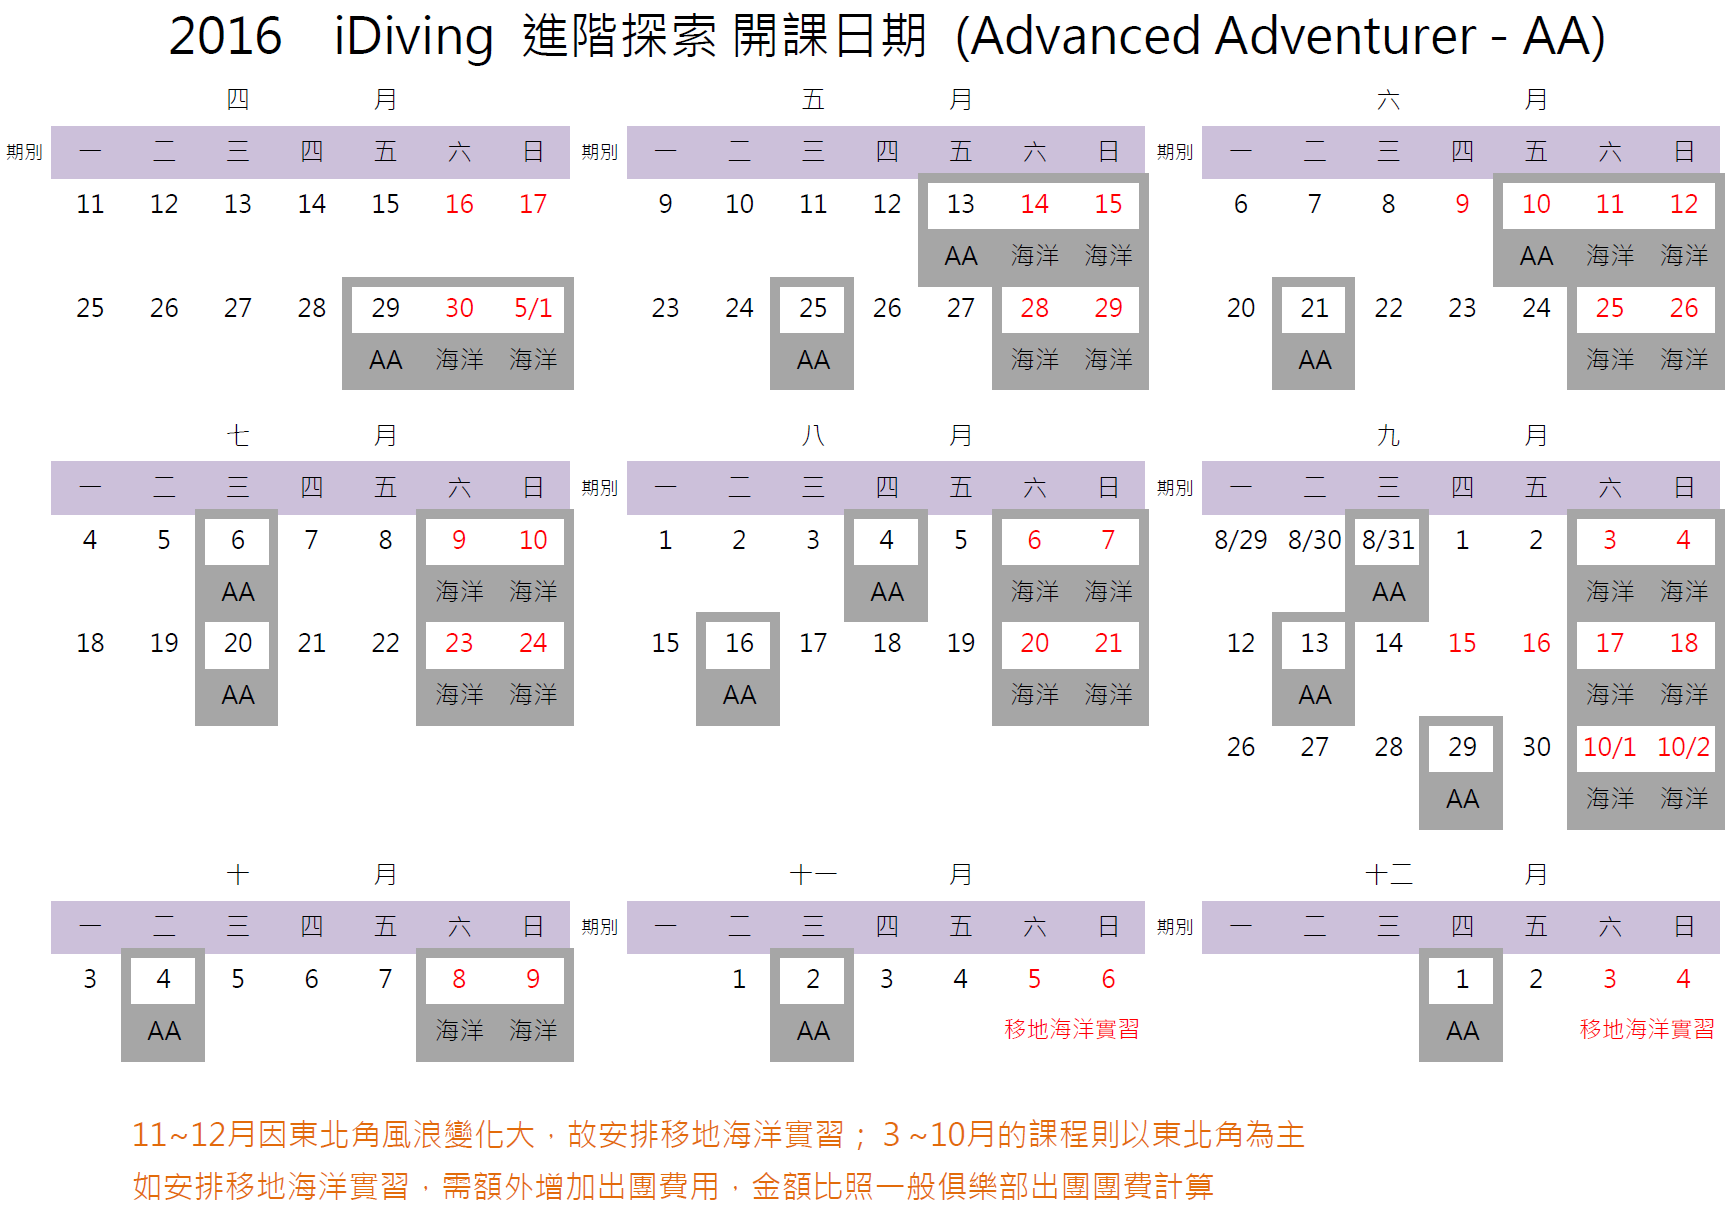 2016 iDiving 進階探索 開課日期 (Advanced Adventurer - AA)
四 月 五 月 六 月
期別 一 二 三 四 五 六 日 期別 一 二 三 四 五 六 日 期別 一 二 三 四 五 六 日
11 12 13 14 15 16 17 9 10 11 12 13 14 15 6 7 8 9 10 11 12
AA 海洋 海洋 AA 海洋 海洋
25 26 27 28 29 30 5/1 23 24 25 26 27 28 29 20 21 22 23 24 25 26
AA 海洋 海洋 AA 海洋 海洋 AA 海洋 海洋
七 月 八 月 九 月
一 二 三 四 五 六 日 期別 一 二 三 四 五 六 日 期別 一 二 三 四 五 六 日
4 5 6 7 8 9 10 1 2 3 4 5 6 7 8/29 8/30 8/31 1 2 3 4
AA 海洋 海洋 AA 海洋 海洋 AA 海洋 海洋
18 19 20 21 22 23 24 15 16 17 18 19 20 21 12 13 14 15 16 17 18
AA 海洋 海洋 AA 海洋 海洋 AA 海洋 海洋
26 27 28 29 30 10/1 10/2
AA 海洋 海洋
十 月 十一 月 十二 月
一 二 三 四 五 六 日 期別 一 二 三 四 五 六 日 期別 一 二 三 四 五 六 日
3 4 5 6 7 8 9 1 2 3 4 5 6 1 2 3 4
AA 海洋 海洋 AA 移地海洋實習 AA 移地海洋實習
11~12月因東北角風浪變化大，故安排移地海洋實習；３~10月的課程則以東北角為主
如安排移地海洋實習，需額外增加出團費用，金額比照一般俱樂部出團團費計算